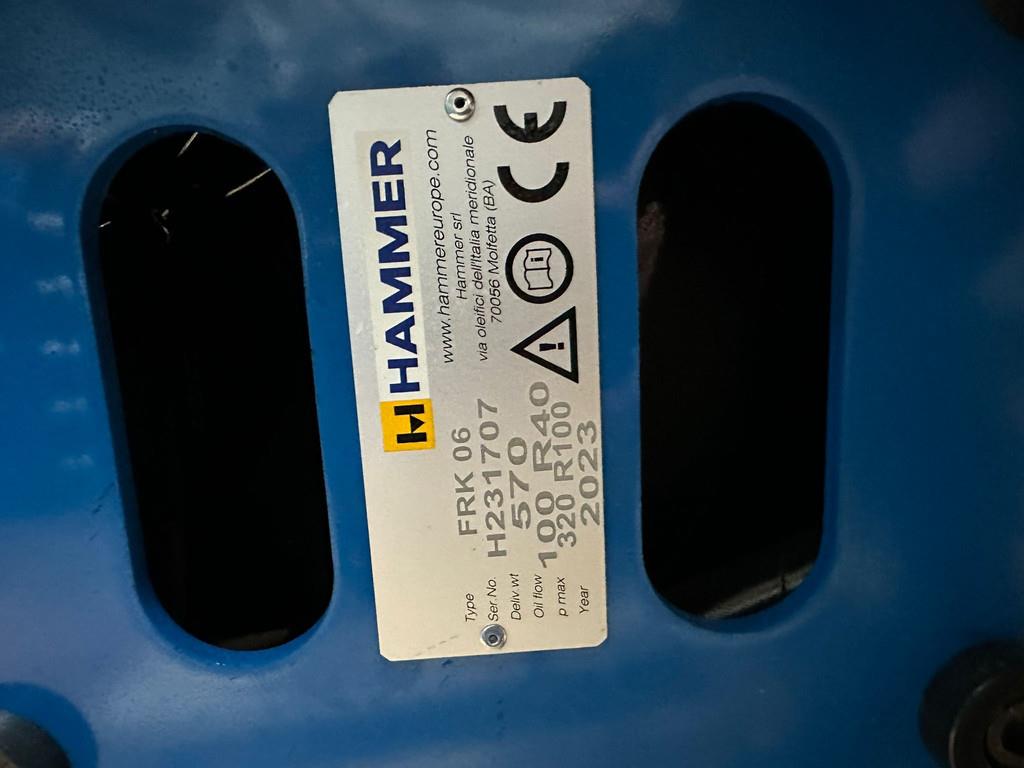 HAMMER
www.hammereurope.com
Hammer srl
via oleifici dell'Italia meridionale
70056 Molfetta (BA)
CE
Type FRK 06
Ser.No. H231707
Deliv.wt 570
Oil flow 100 R40
p max 320 R100
Year 2023